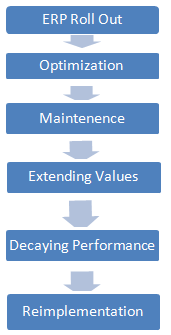 ERP Roll Out
Optimization
Maintenence
Extending Values
Decaying Performance
Reimplementation